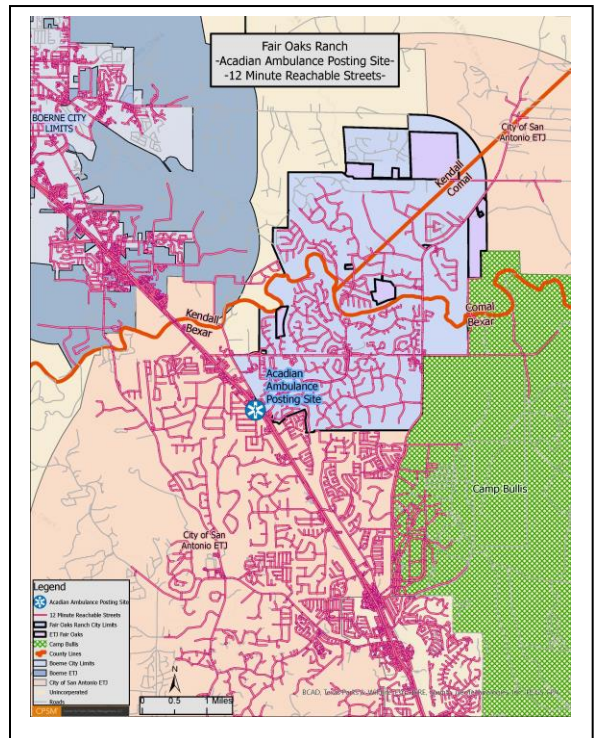 Fair Oaks Ranch
-Acadian Ambulance Posting Site-
-12 Minute Reachable Streets-
BOERNE CITY
LIMITS
City of San
Antonio ETJ
Kendall
Comal
Kendall
Bexar
Comal
Bexar
Acadian
Ambulance
Posting Site
Camp Bullis
City of San
Antonio ETJ
Legend
Acadian Ambulance Posting Site
12 Minute Reachable Streets
Fair Oaks Ranch City Limits
ETJ Fair Oaks
Camp Bullis
County Lines
Boerne City Limits
Boerne ETJ
City of San Antonio ETJ
Unincorporated
Roads
CPSM
N
0 0.5 1 Miles
BCAD, Texas Parks &